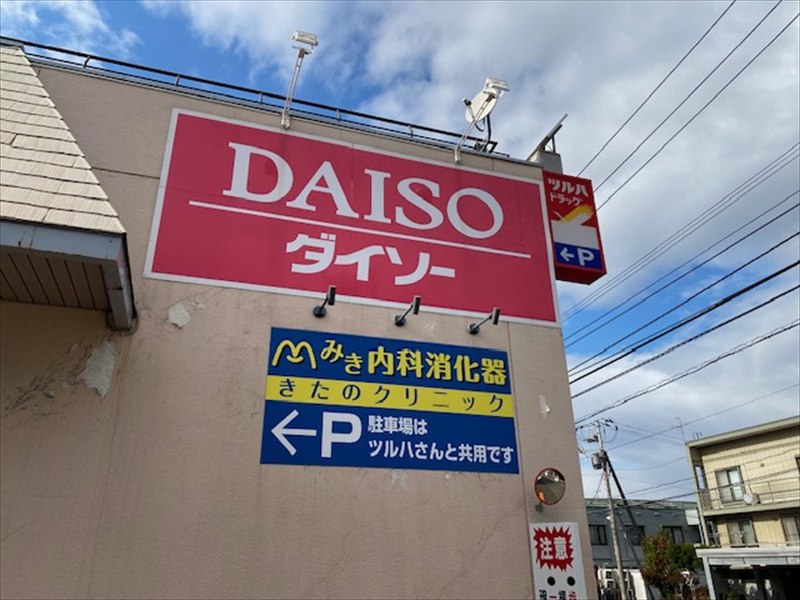 DAISO
ダイソー
ツルハ
ドラッグ
←P
みき内科消化器
きたのクリニック
←P
駐車場は
ツルハさんと共用です
注意